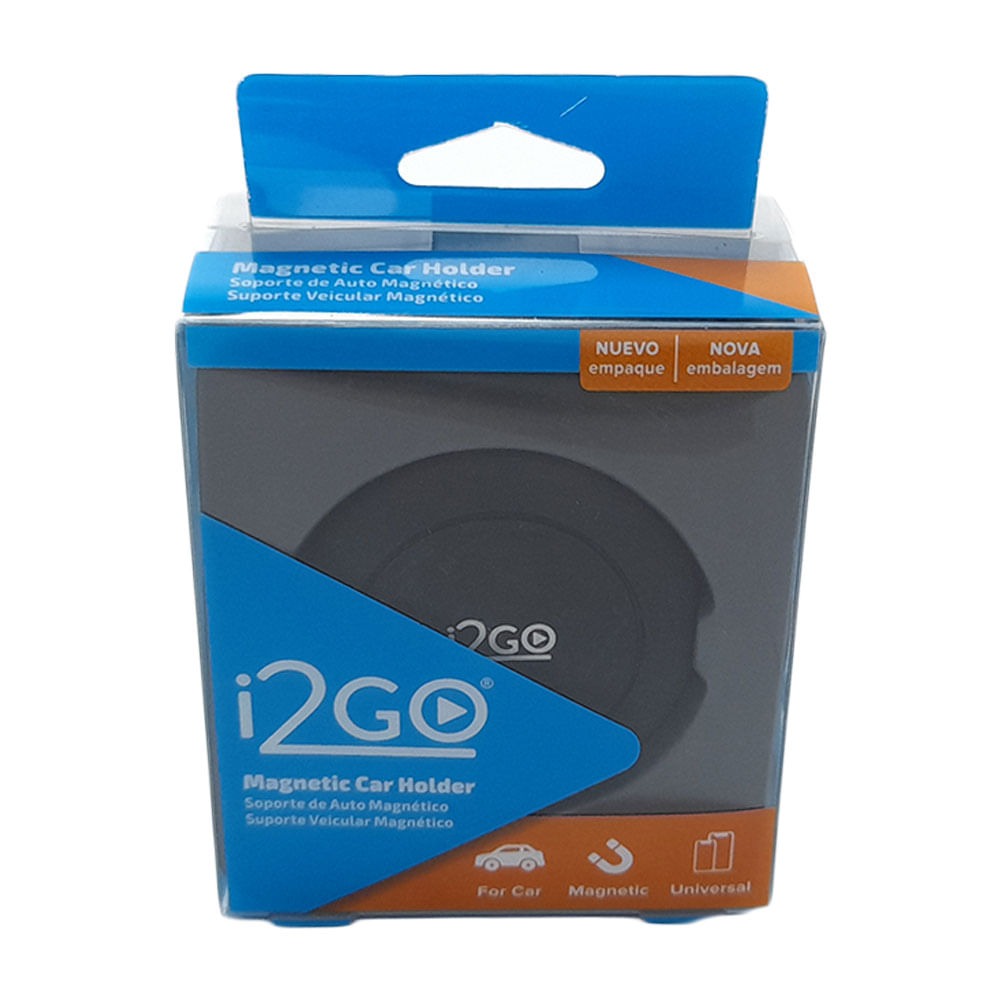 Magnetic Car Holder
Soporte de Auto Magnético
Suporte Veicular Magnético
NUEVO
empaque
NOVA
embalagem
i2GO
i2GO®
Magnetic Car Holder
Soporte de Auto Magnético
Suporte Veicular Magnético
For Car
Magnetic
Universal